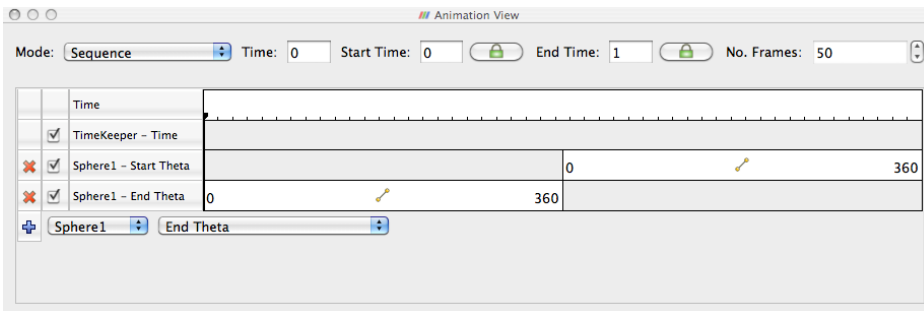 Animation View
Mode: Sequence Time: 0 Start Time: 0 End Time: 1 No. Frames: 50
Time
TimeKeeper – Time
Sphere1 – Start Theta 0 360
Sphere1 – End Theta 0 360
Sphere1 End Theta